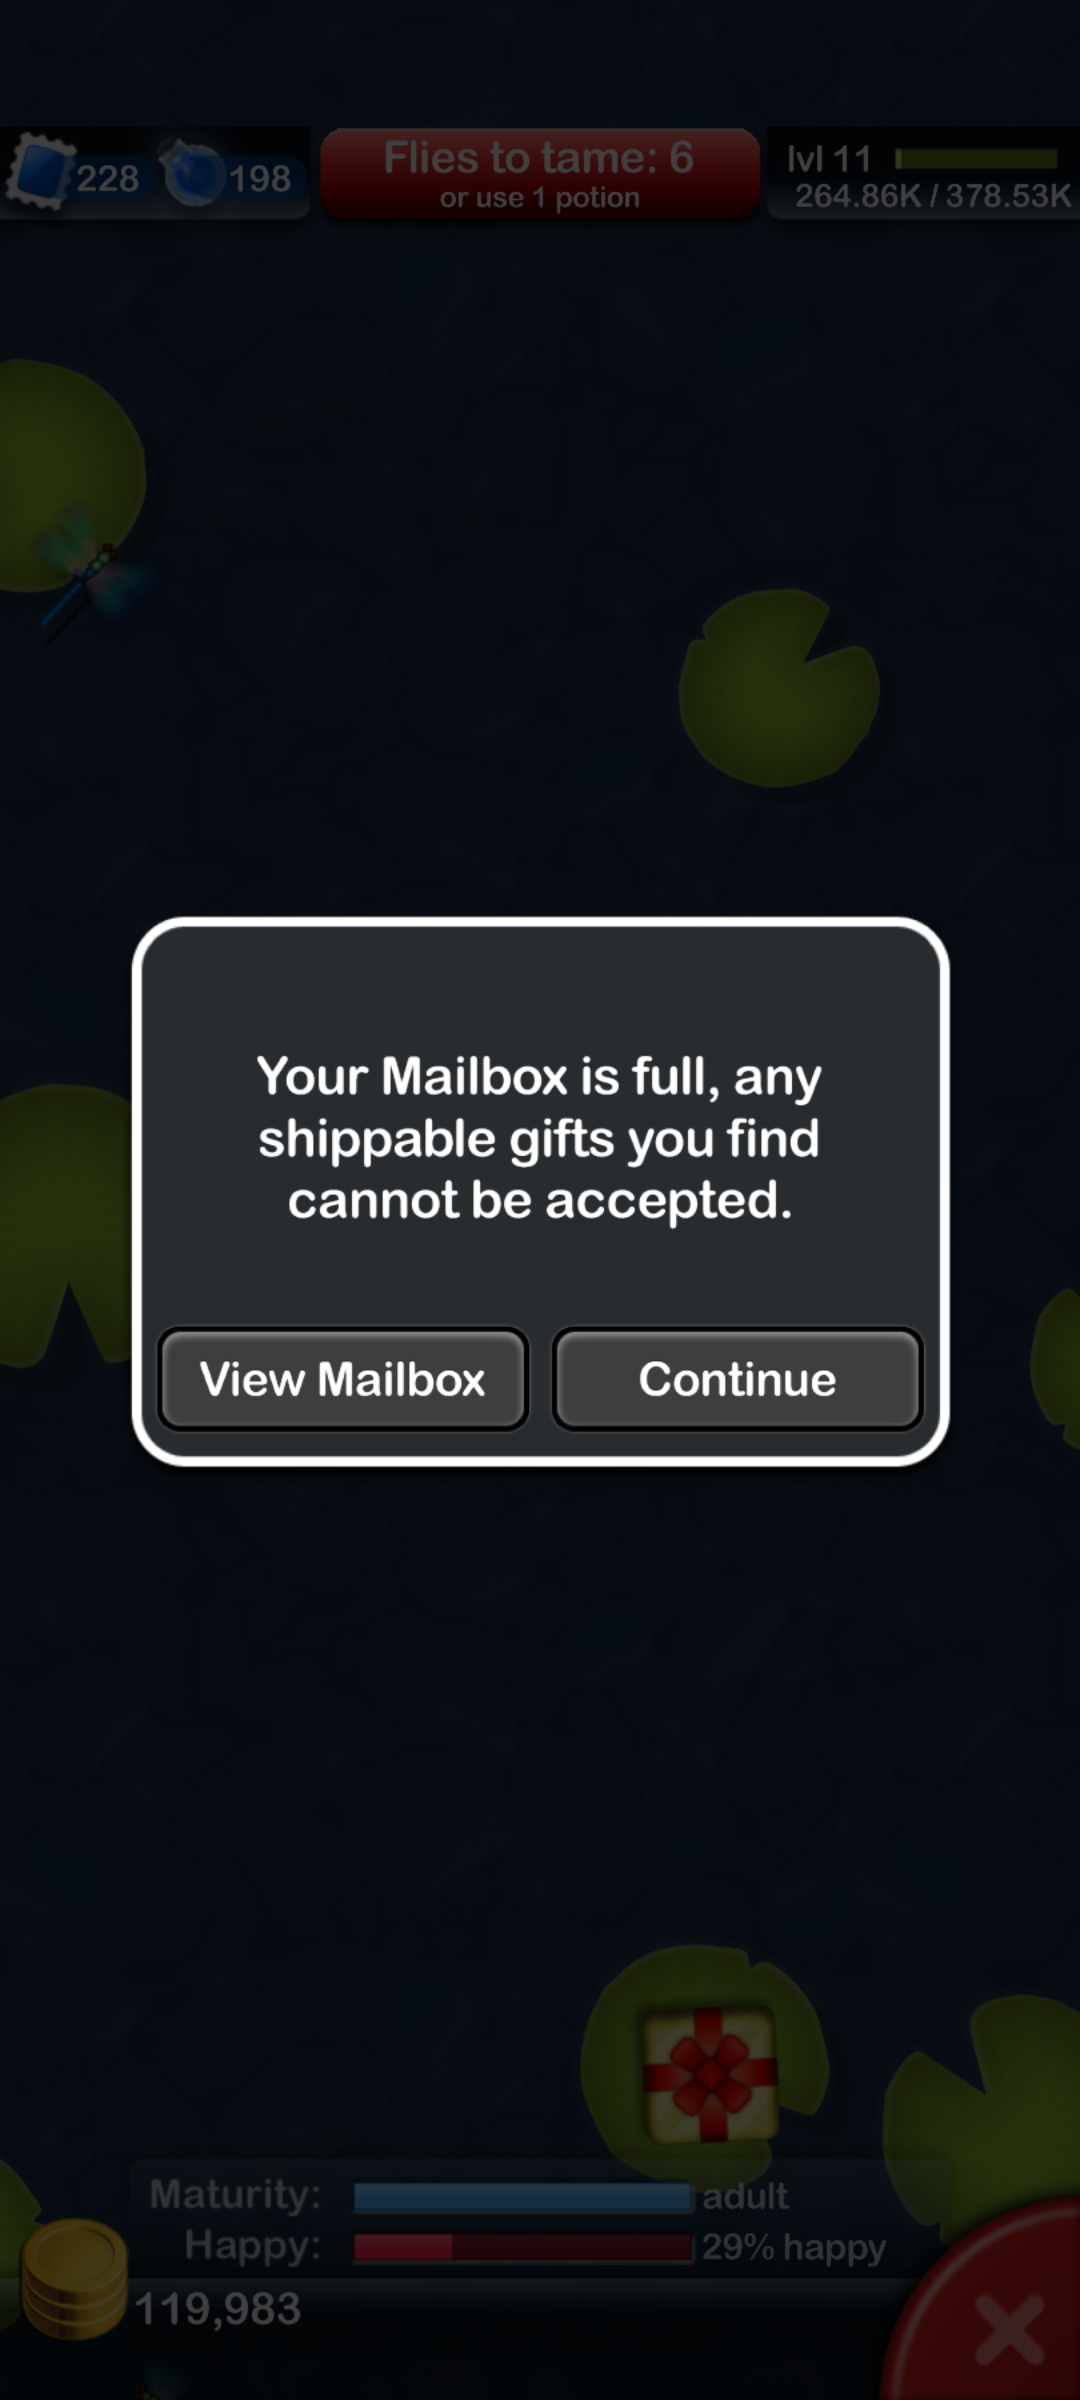 228
198
Flies to tame: 6
or use 1 potion
lvl 11
264.86K / 378.53K
Your Mailbox is full, any
shippable gifts you find
cannot be accepted.
View Mailbox
Continue
Maturity:
adult
Happy:
29% happy
119,983